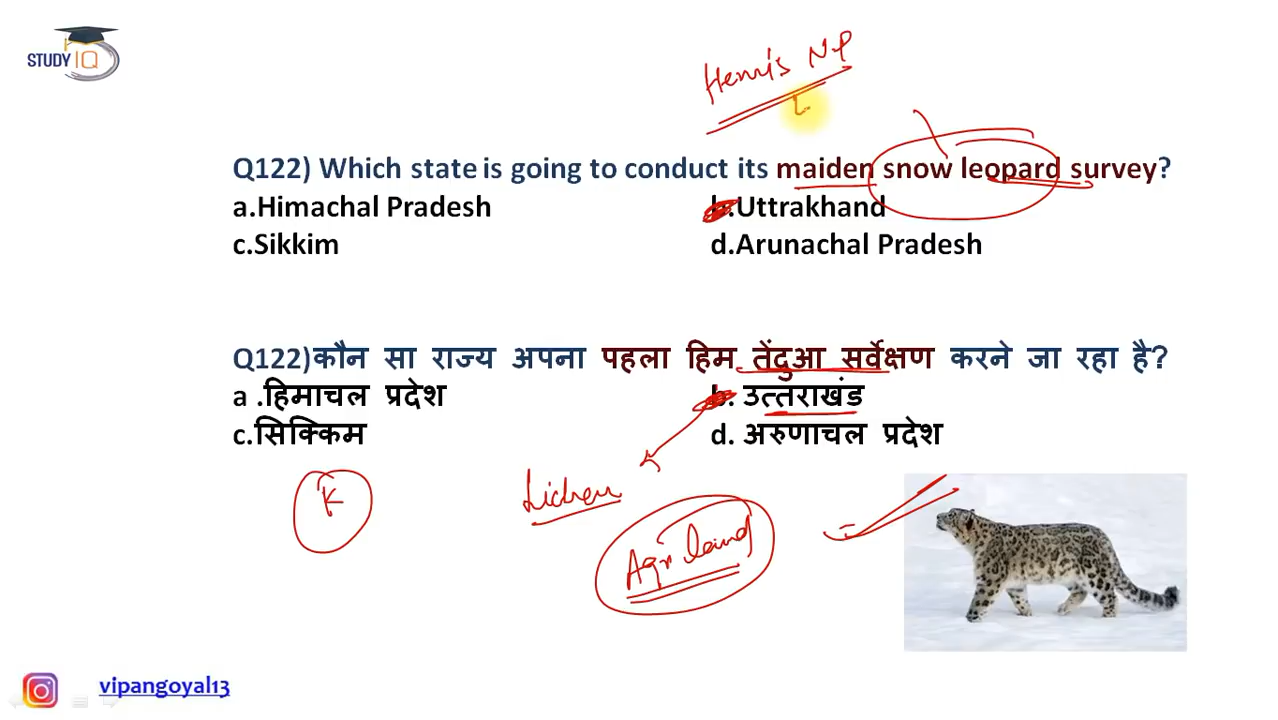 STUDY IQ
Hemis NP
L
Q122) Which state is going to conduct its maiden snow leopard survey?
a.Himachal Pradesh
b.Uttrakhand
c.Sikkim
d.Arunachal Pradesh
Q122)कौन सा राज्य अपना पहला हिम तेंदुआ सर्वेक्षण करने जा रहा है?
a .हिमाचल प्रदेश
b. उत्तराखंड
c.सिक्किम
d. अरुणाचल प्रदेश
K
Lichen
Agri land
vipangoyal13